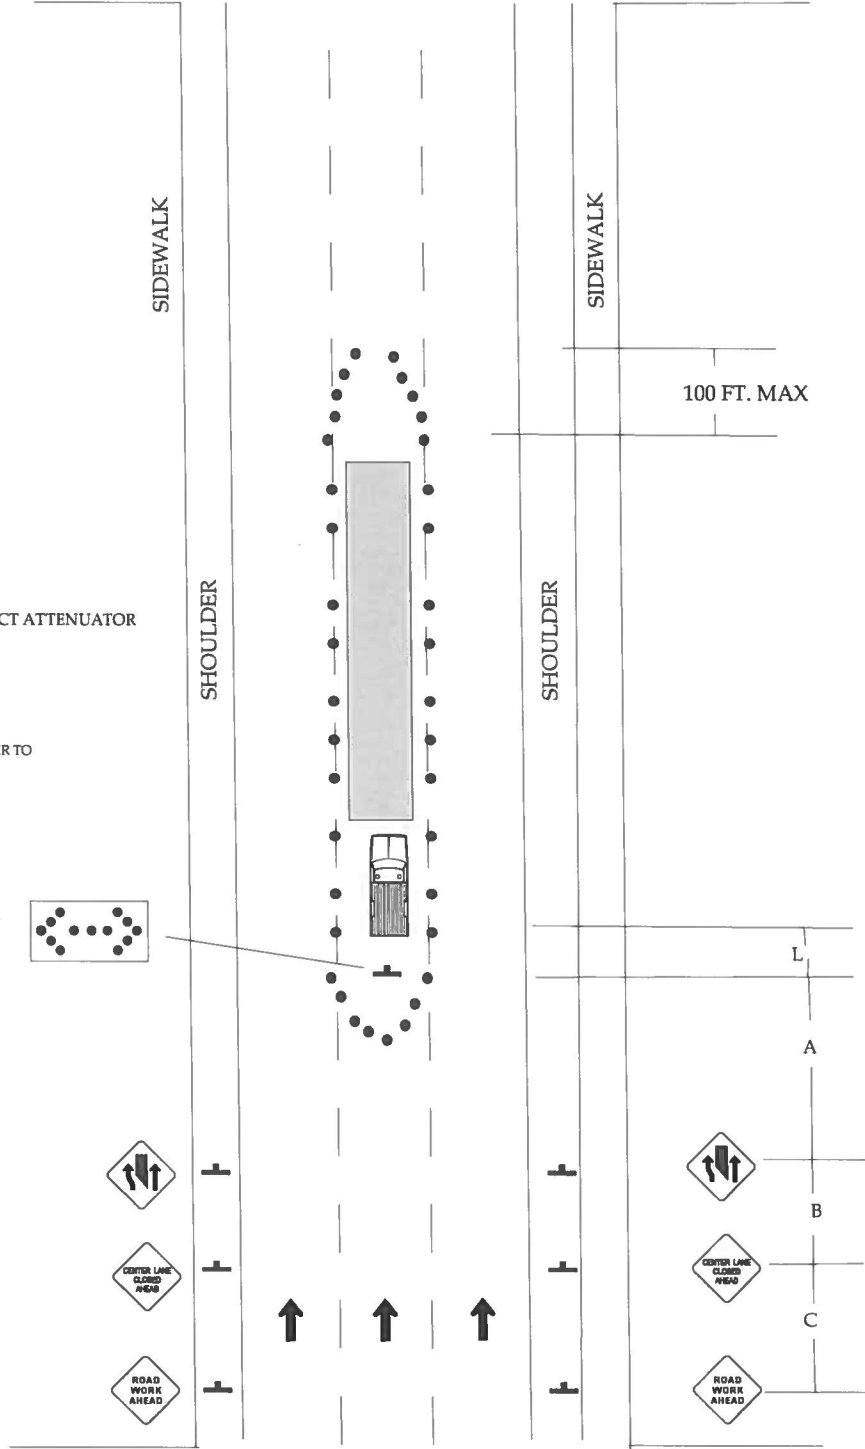 SIDEWALK
SIDEWALK
100 FT. MAX
SHOULDER
SHOULDER
CT ATTENUATOR
R TO
L
A
B
CENTER LANE
CLOSED
AHEAD
CENTER LANE
CLOSED
AHEAD
C
ROAD
WORK
AHEAD
ROAD
WORK
AHEAD